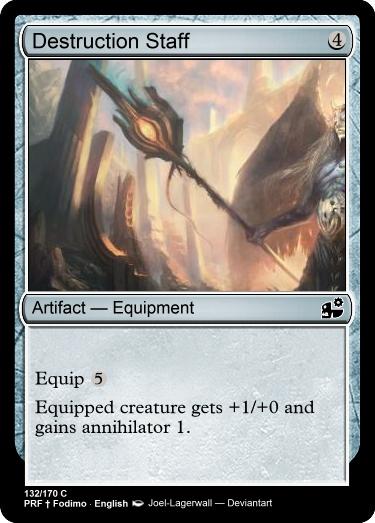 Destruction Staff 4
Artifact — Equipment
Equip 5
Equipped creature gets +1/+0 and
gains annihilator 1.
132/170 C
PRF † Fodimo · English Joel-Lagerwall — Deviantart